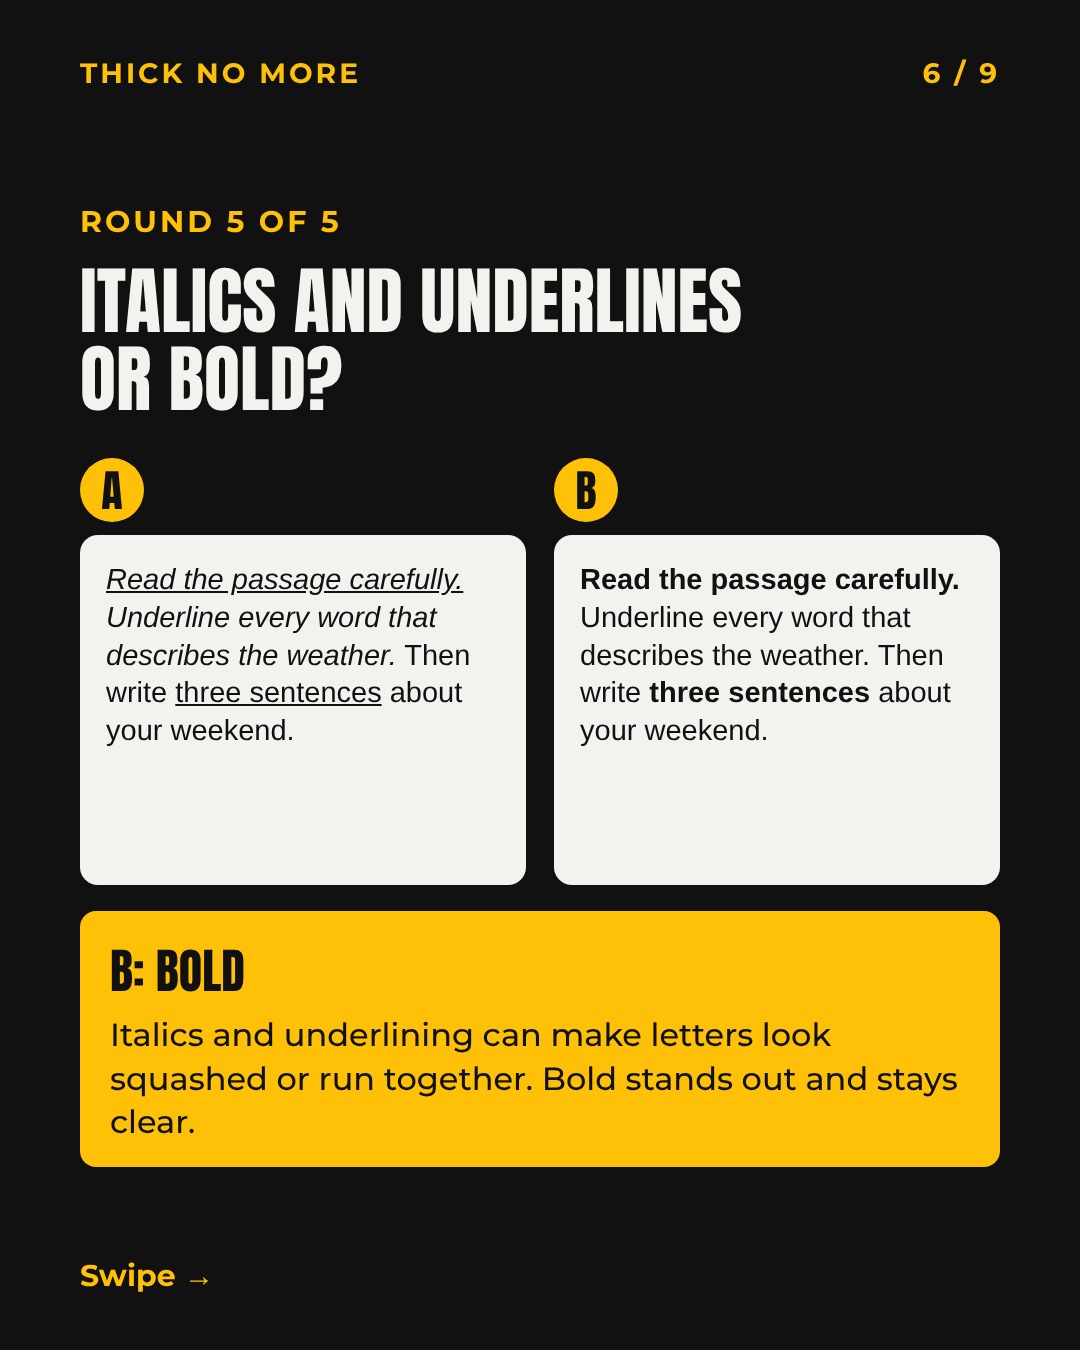 THICK NO MORE
6 / 9
ROUND 5 OF 5
ITALICS AND UNDERLINES
OR BOLD?
A
Read the passage carefully.
Underline every word that
describes the weather. Then
write three sentences about
your weekend.
B
Read the passage carefully.
Underline every word that
describes the weather. Then
write three sentences about
your weekend.
B: BOLD
Italics and underlining can make letters look
squashed or run together. Bold stands out and stays
clear.
Swipe →